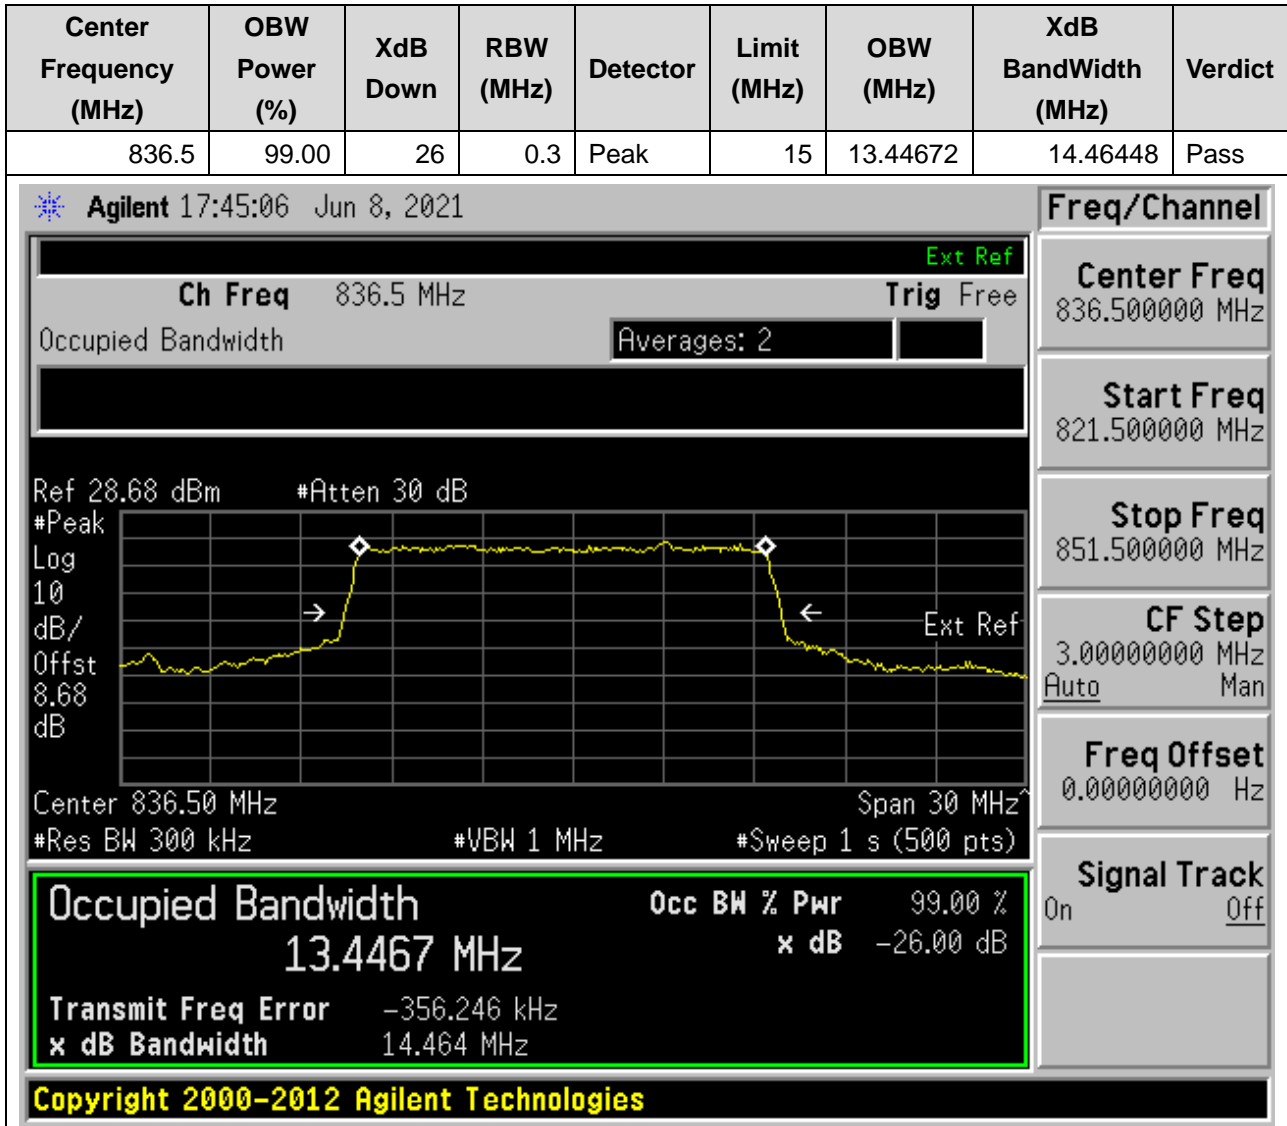 Center Frequency (MHz) OBW Power (%) XdB Down RBW (MHz) Detector Limit (MHz) OBW (MHz) XdB BandWidth (MHz) Verdict
836.5 99.00 26 0.3 Peak 15 13.44672 14.46448 Pass
Agilent 17:45:06 Jun 8, 2021
Freq/Channel
Ext Ref
Ch Freq 836.5 MHz Trig Free
Occupied Bandwidth Averages: 2
Center Freq
836.500000 MHz
Start Freq
821.500000 MHz
Stop Freq
851.500000 MHz
CF Step
3.00000000 MHz
Auto Man
Freq Offset
0.00000000 Hz
Signal Track
On Off
Ref 28.68 dBm #Atten 30 dB
#Peak
Log
10
dB/
Offst
8.68
dB
Ext Ref
Center 836.50 MHz Span 30 MHz^
#Res BW 300 kHz #VBW 1 MHz #Sweep 1 s (500 pts)
Occupied Bandwidth
13.4467 MHz
Occ BW % Pwr 99.00 %
x dB -26.00 dB
Transmit Freq Error -356.246 kHz
x dB Bandwidth 14.464 MHz
Copyright 2000-2012 Agilent Technologies